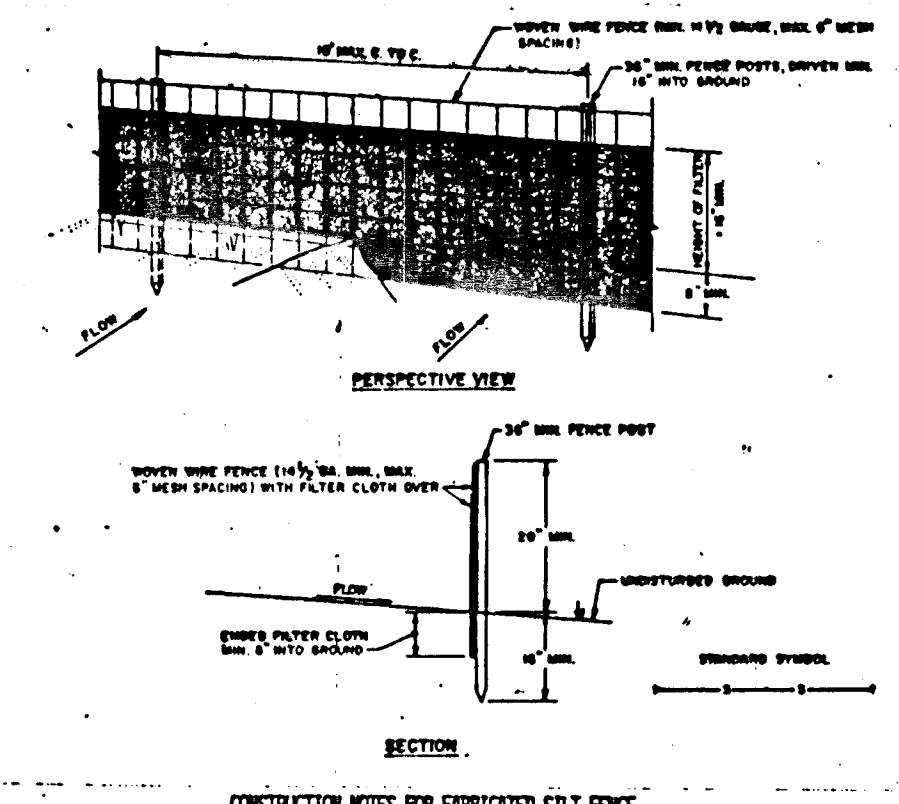 WOVEN WIRE FENCE (MIN. 14 1/2 GAUGE, MAX. 6" MESH
SPACING)
10' MAX. C. TO C.
36" MIN. FENCE POSTS, DRIVEN MIN.
16" INTO GROUND
HEIGHT OF FILTER
= 16" MIN.
8" MIN.
FLOW
FLOW
PERSPECTIVE VIEW
36" MIN. FENCE POST
WOVEN WIRE FENCE (14 1/2 GA. MIN., MAX.
6" MESH SPACING) WITH FILTER CLOTH OVER
20" MIN.
UNDISTURBED GROUND
FLOW
EMBED FILTER CLOTH
MIN. 8" INTO GROUND
16" MIN.
STANDARD SYMBOL
S S
SECTION
CONSTRUCTION NOTES FOR FABRICATED SILT FENCE